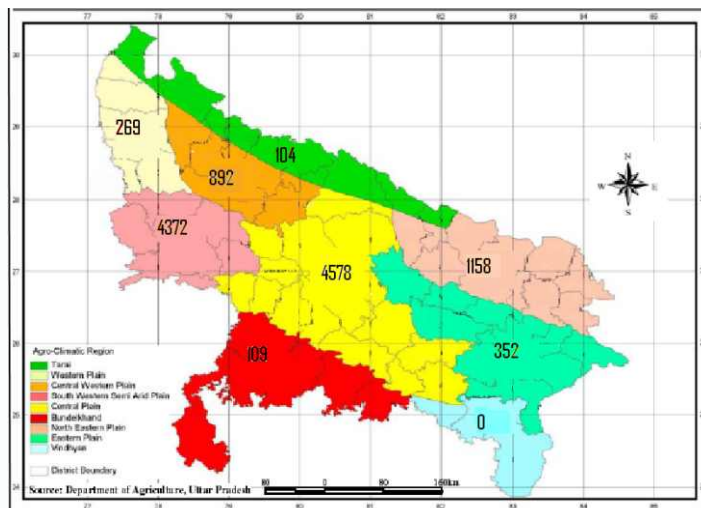 77 78 79 80 81 82 83 84 85
30
29
28
27
26
25
24
269
892
104
4372
4578
1158
109
352
0
N
W E
S
Agro-Climatic Region
Tarai
Western Plain
Central Western Plain
South Western Semi Arid Plain
Central Plain
Bundelkhand
North Eastern Plain
Eastern Plain
Vindhyan
District Boundary
Source: Department of Agriculture, Uttar Pradesh
80 0 80 160km